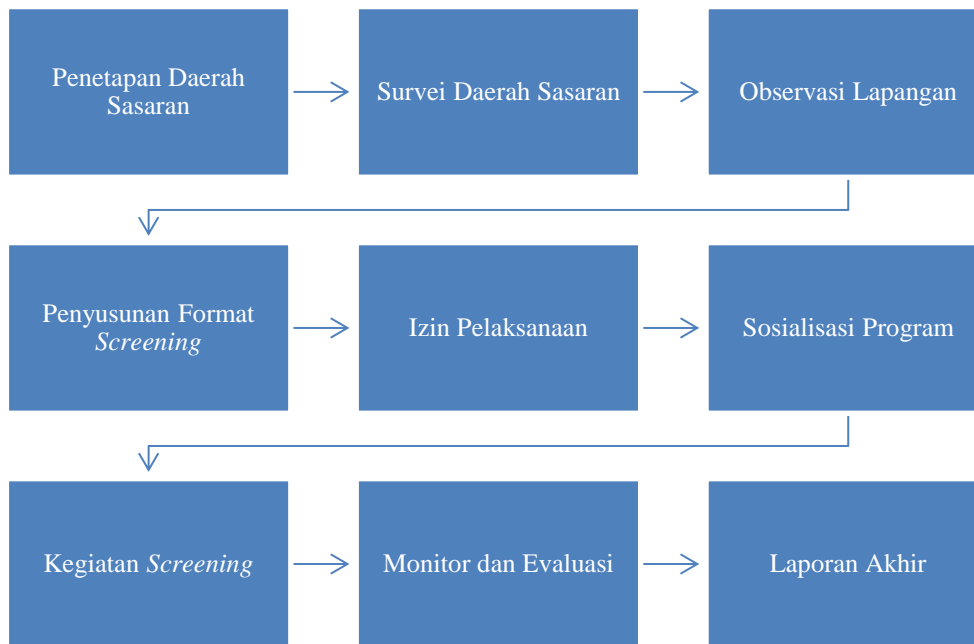 Penetapan Daerah
Sasaran
Survei Daerah Sasaran
Observasi Lapangan
Penyusunan Format
Screening
Izin Pelaksanaan
Sosialisasi Program
Kegiatan Screening
Monitor dan Evaluasi
Laporan Akhir